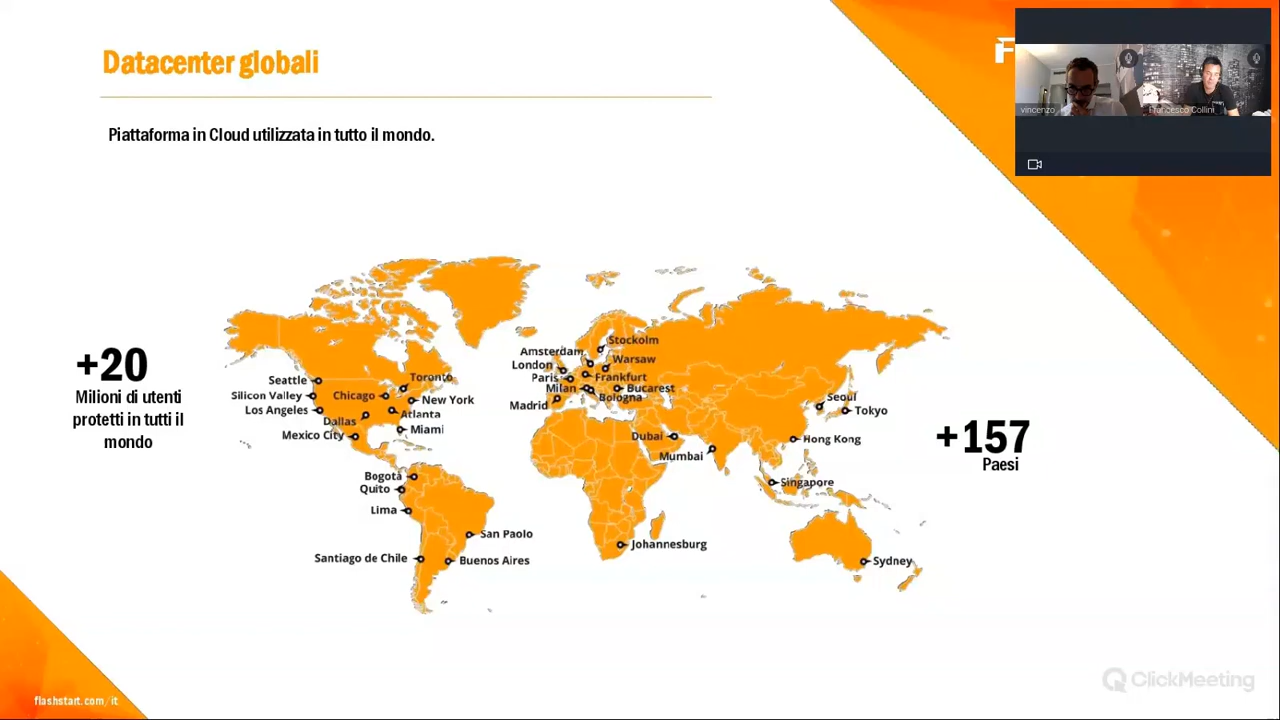 Datacenter globali
F
vincenzo
Francesco Collini
Piattaforma in Cloud utilizzata in tutto il mondo.
Stockolm
Amsterdam
Warsaw
London
Frankfurt
Paris
Milan
Bucarest
Bologna
Madrid
Seattle
Toronto
Silicon Valley
Chicago
New York
Los Angeles
Atlanta
Dallas
Miami
Mexico City
Seoul
Tokyo
Dubai
Hong Kong
Mumbai
Bogotá
Quito
Singapore
Lima
San Paolo
Johannesburg
Santiago de Chile
Buenos Aires
Sydney
+20
Milioni di utenti
protetti in tutti il
mondo
+157
Paesi
flashstart.com/it
ClickMeeting